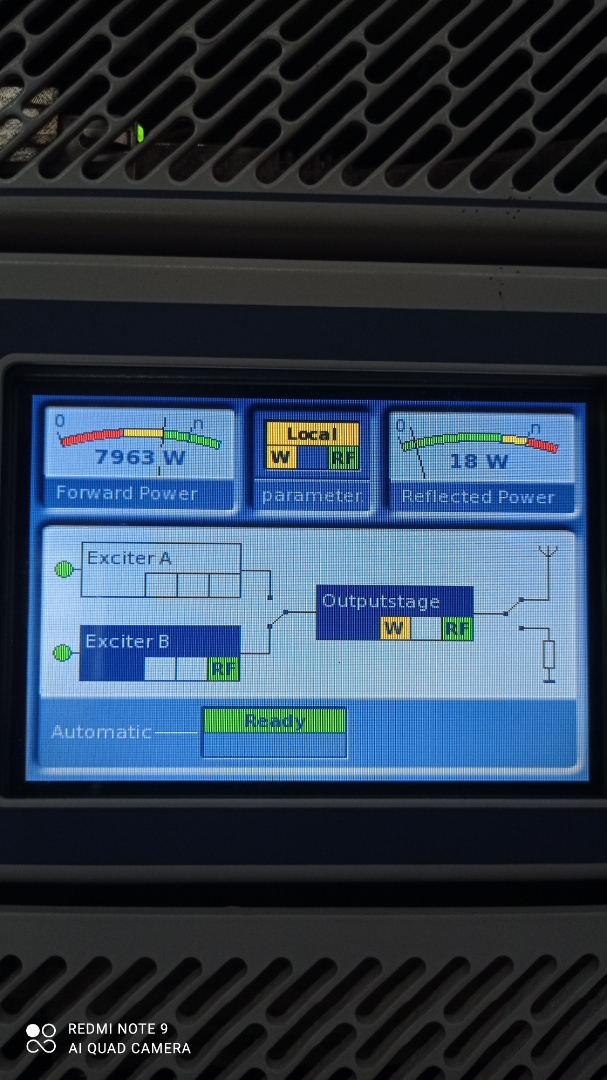 0 n
7963 W
Forward Power
Local
W RF
parameter
0 n
18 W
Reflected Power
Exciter A
Exciter B
RF
Outputstage
W RF
Automatic
Ready
REDMI NOTE 9
AI QUAD CAMERA